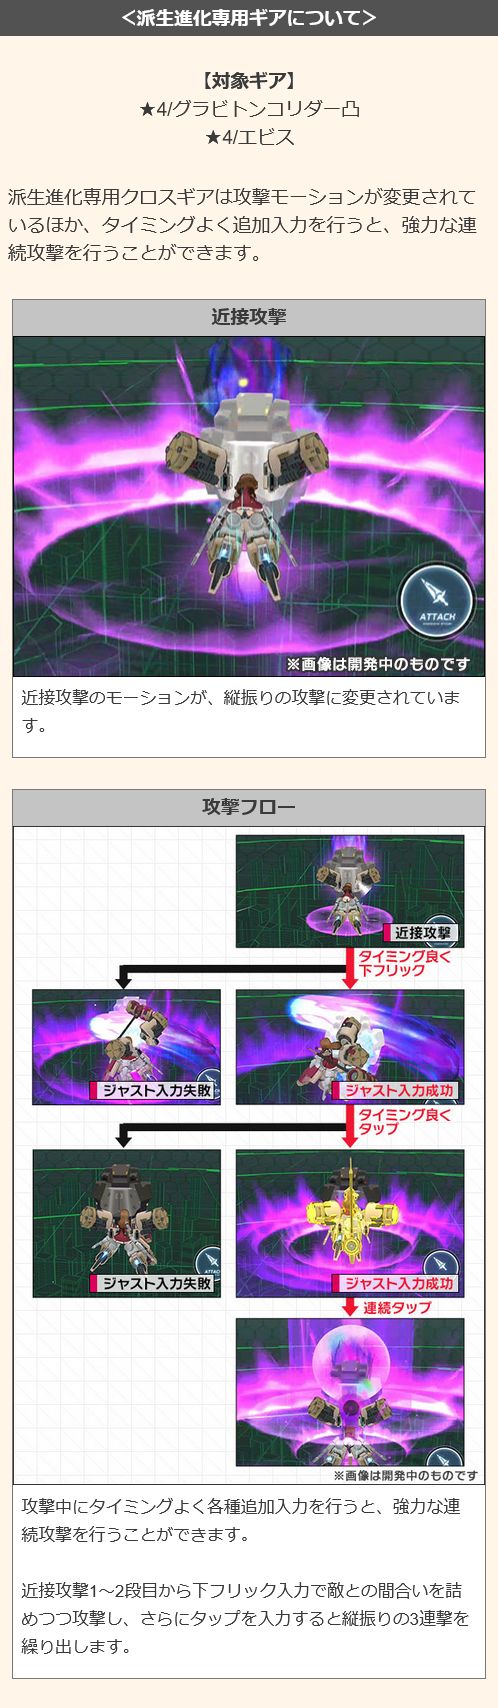 ＜派生進化専用ギアについて＞
【対象ギア】
★4/グラビトンコリダー凸
★4/エビス
派生進化専用クロスギアは攻撃モーションが変更されて
いるほか、タイミングよく追加入力を行うと、強力な連
続攻撃を行うことができます。
近接攻撃
ATTACH
※画像は開発中のものです
近接攻撃のモーションが、縦振りの攻撃に変更されていま
す。
攻撃フロー
近接攻撃
タイミング良く
下フリック
ジャスト入力失敗
ジャスト入力成功
タイミング良く
タップ
ATTACH
ジャスト入力失敗
ジャスト入力成功
連続タップ
※画像は開発中のものです
攻撃中にタイミングよく各種追加入力を行うと、強力な連
続攻撃を行うことができます。
近接攻撃1～2段目から下フリック入力で敵との間合いを詰
めつつ攻撃し、さらにタップを入力すると縦振りの3連撃を
繰り出します。